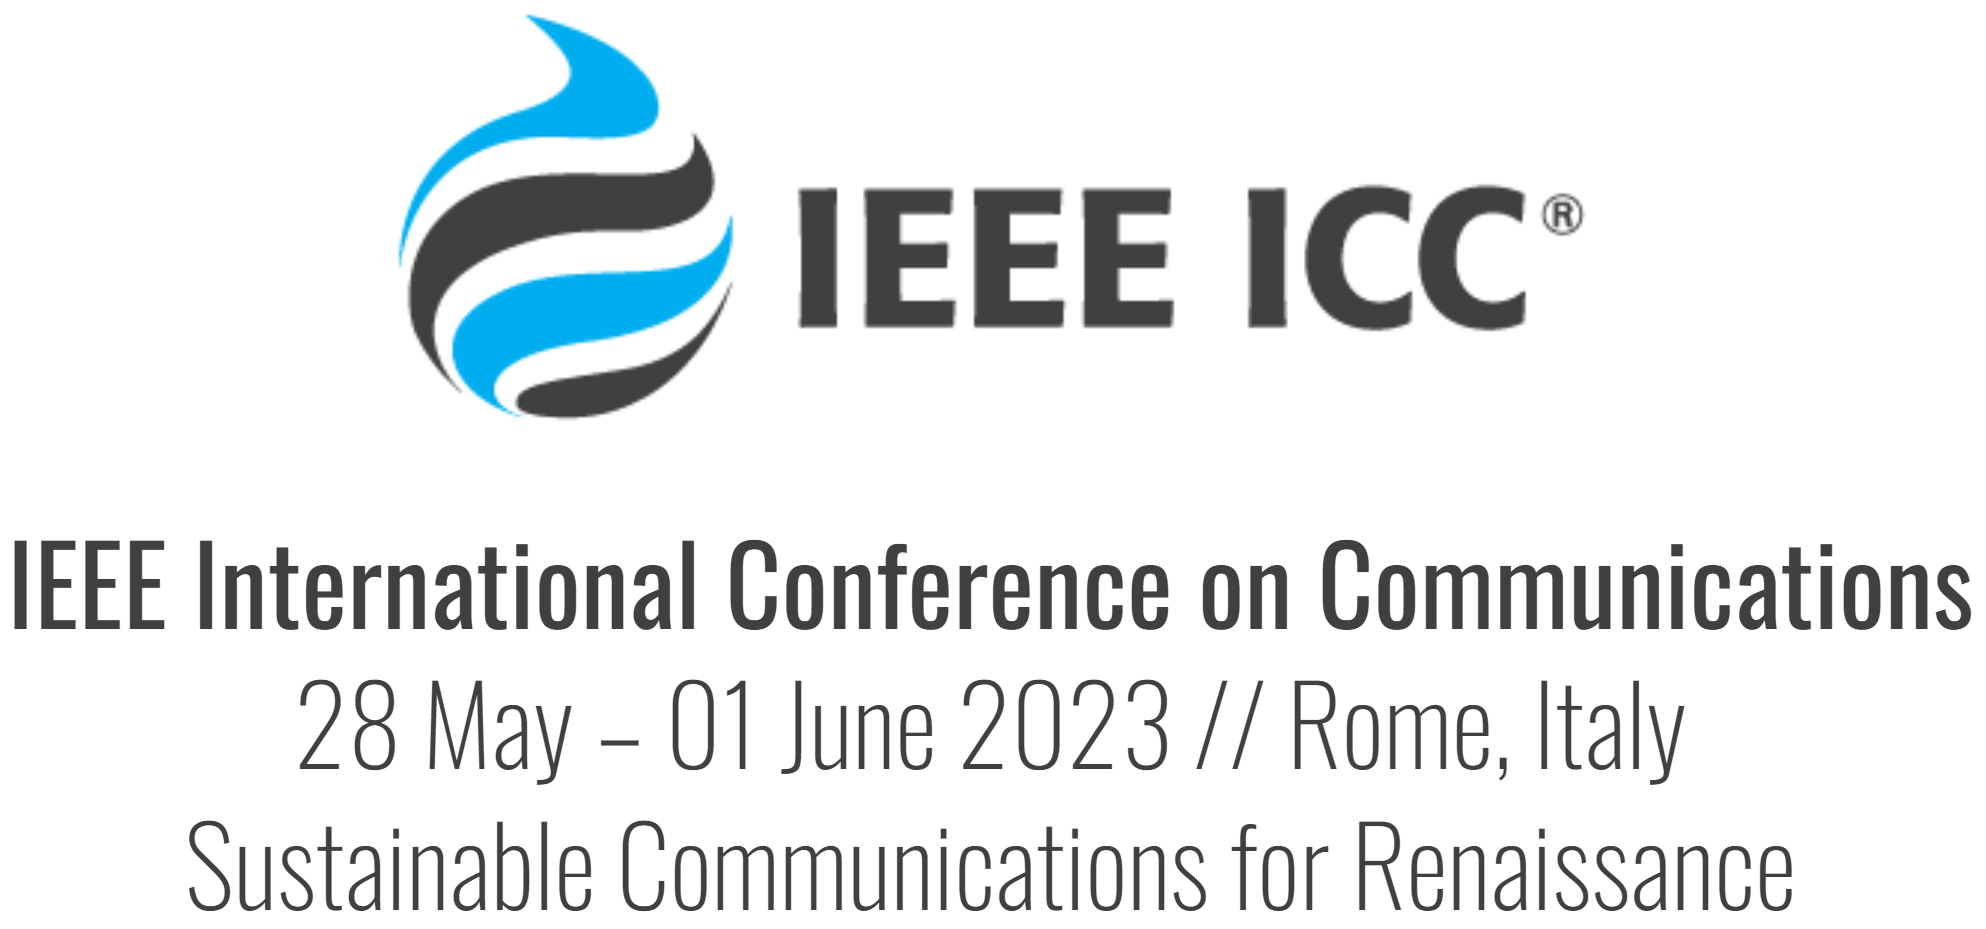 IEEE ICC®
IEEE International Conference on Communications
28 May – 01 June 2023 // Rome, Italy
Sustainable Communications for Renaissance